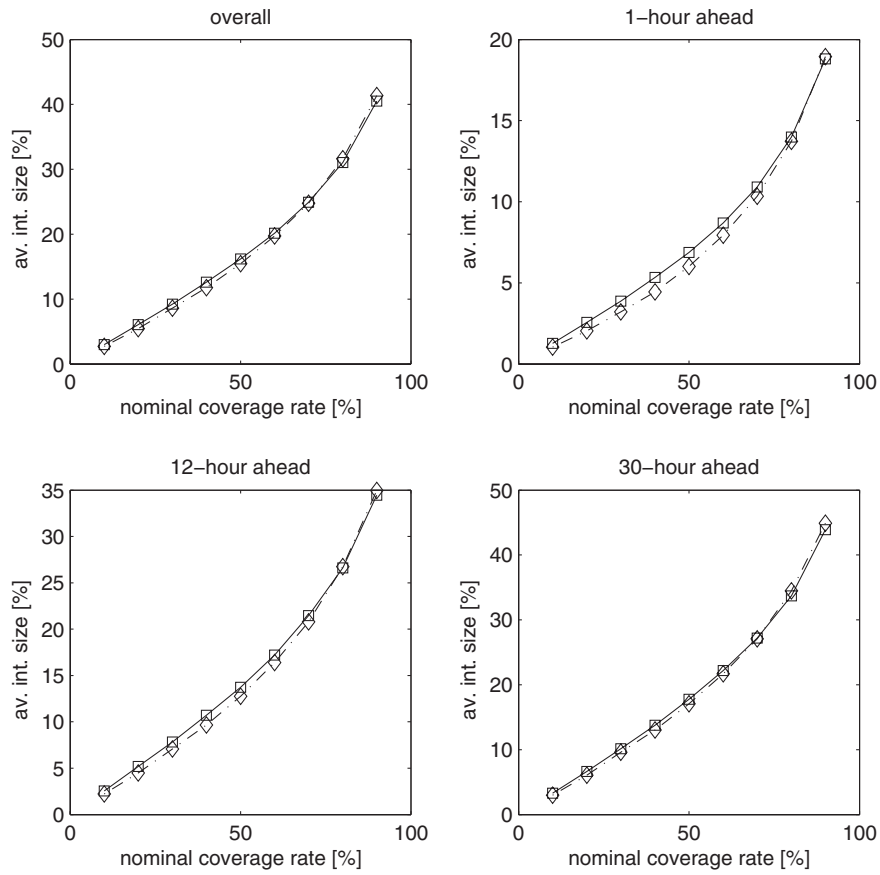 overall
50
40
30
20
10
0
av. int. size [%]
0 50 100
nominal coverage rate [%]
1−hour ahead
20
15
10
5
0
av. int. size [%]
0 50 100
nominal coverage rate [%]
12−hour ahead
35
30
25
20
15
10
5
0
av. int. size [%]
0 50 100
nominal coverage rate [%]
30−hour ahead
50
40
30
20
10
0
av. int. size [%]
0 50 100
nominal coverage rate [%]